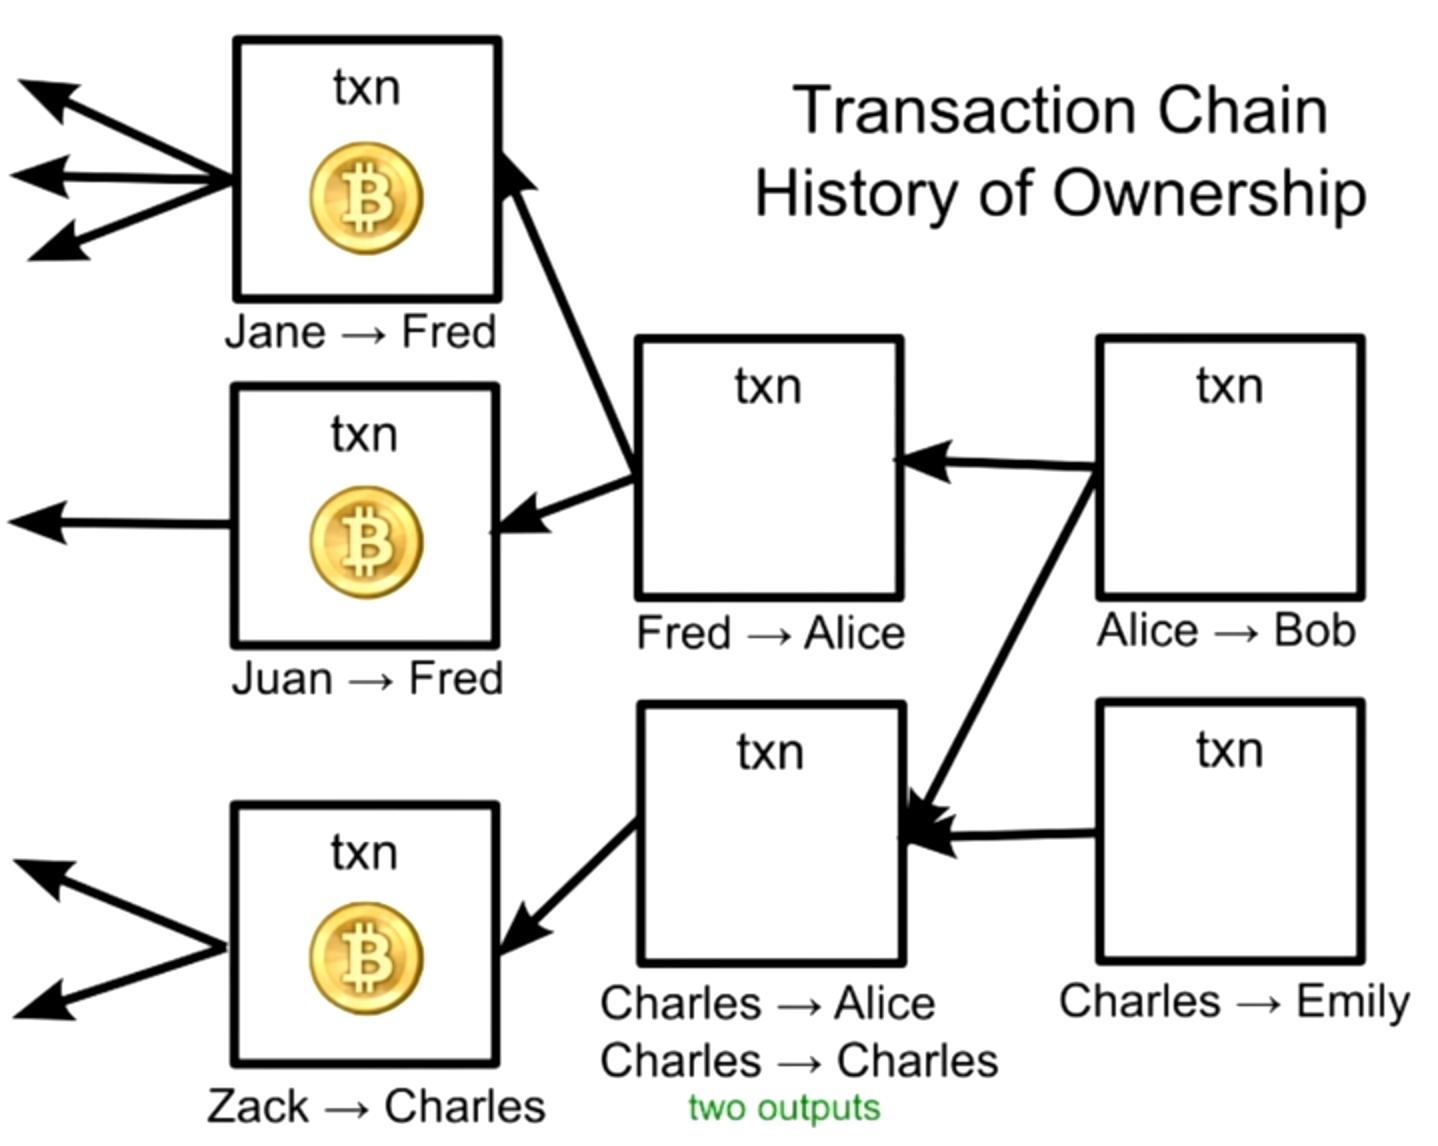 Transaction Chain
History of Ownership
txn
₿
Jane → Fred
txn
₿
Juan → Fred
txn
Fred → Alice
txn
Alice → Bob
txn
₿
Zack → Charles
txn
Charles → Alice
Charles → Charles
two outputs
txn
Charles → Emily